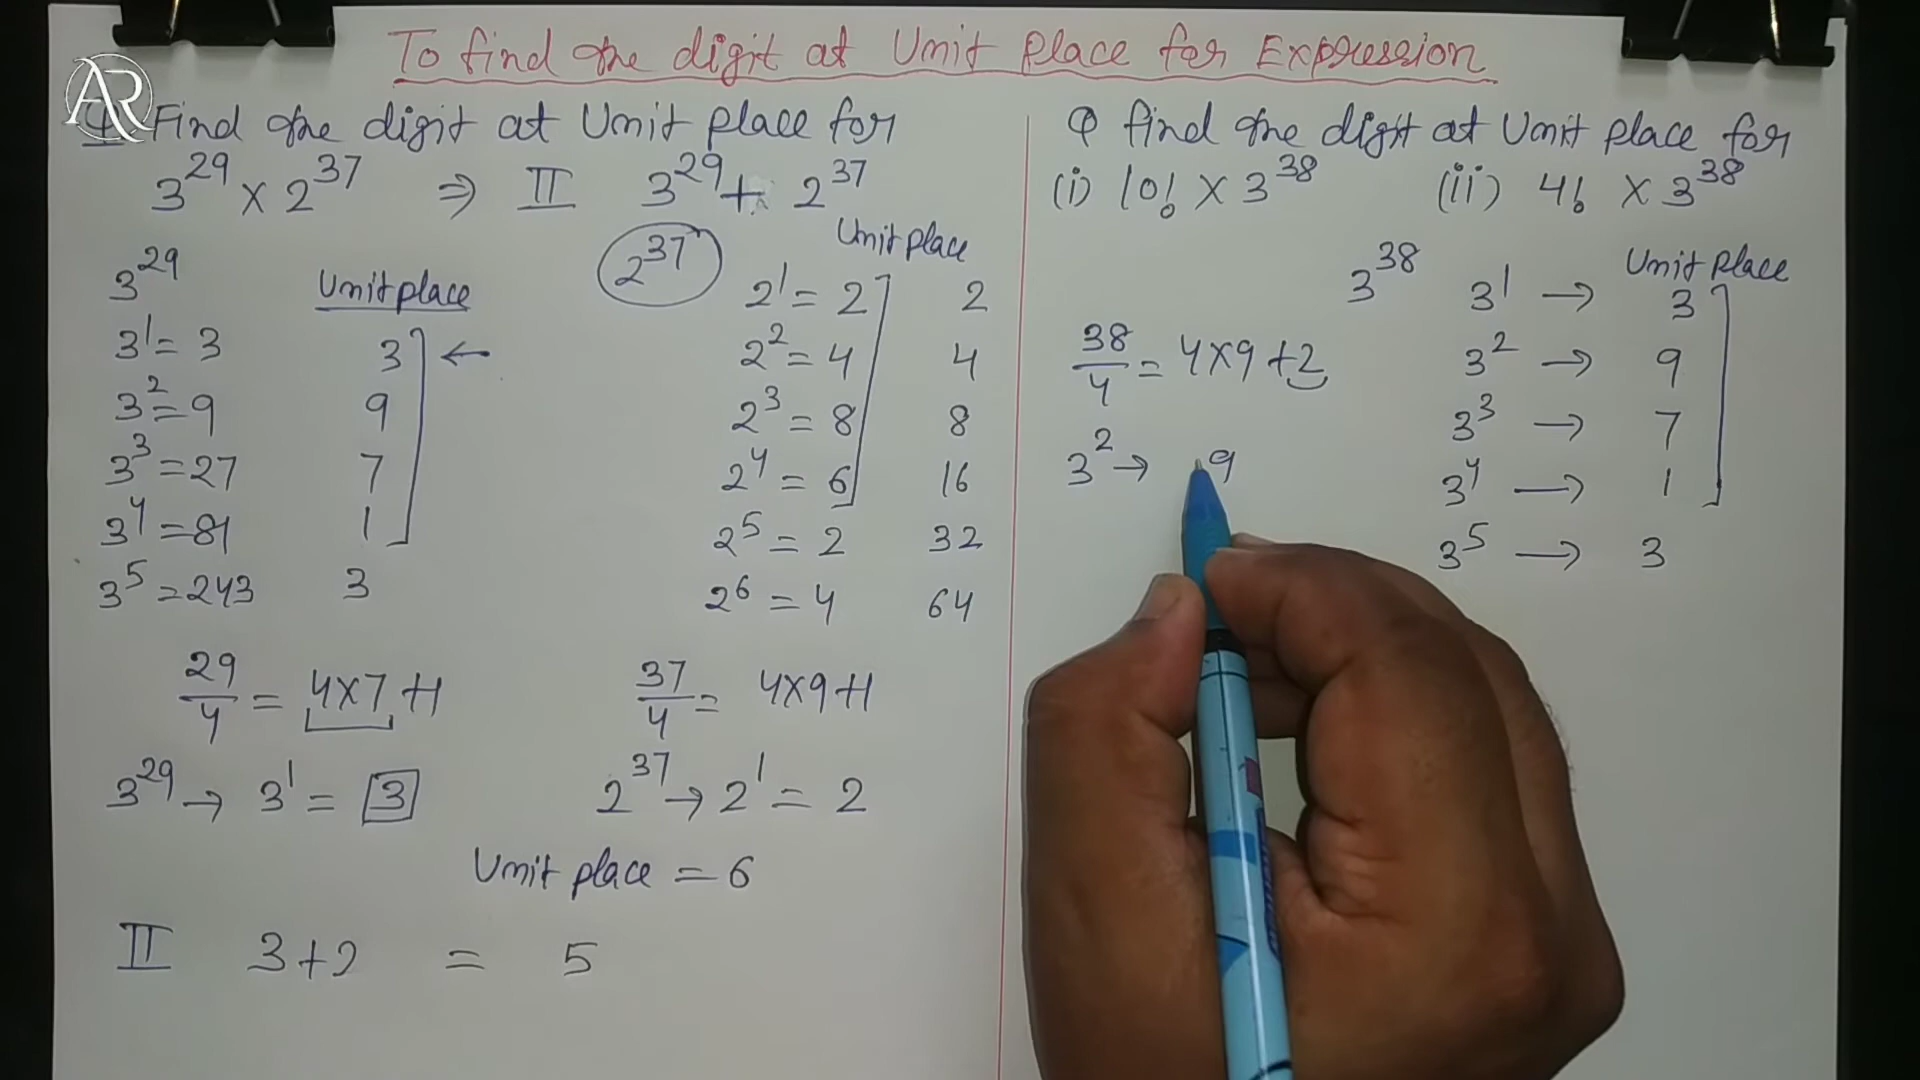 To find the digit at Unit place for Expression
AR
Q Find the digit at Unit place for
3^29 × 2^37 ⇒ II 3^29 + 2^37
3^29
Unit place
3^1 = 3 3 ←
3^2 = 9 9
3^3 = 27 7
3^4 = 81 1
3^5 = 243 3
2^37
Unit place
2^1 = 2 2
2^2 = 4 4
2^3 = 8 8
2^4 = 6 16
2^5 = 2 32
2^6 = 4 64
29/4 = 4×7+1
37/4 = 4×9+1
3^29 → 3^1 = 3
2^37 → 2^1 = 2
Unit place = 6
II 3+2 = 5
Q find the digit at Unit place for
(i) 10! × 3^38 (ii) 4! × 3^38
3^38
Unit Place
3^1 → 3
3^2 → 9
3^3 → 7
3^4 → 1
3^5 → 3
38/4 = 4×9+2
3^2 → 9